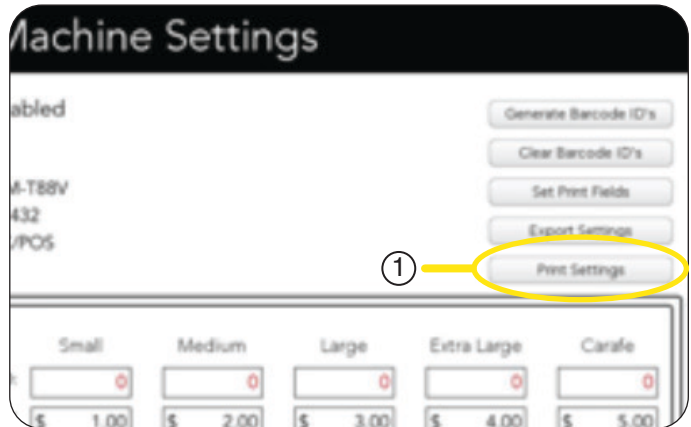 Machine Settings
abled
Generate Barcode ID's
Clear Barcode ID's
M-T88V
Set Print Fields
432
Export Settings
/POS
1
Print Settings
Small Medium Large Extra Large Carafe
0 0 0 0 0
$ 1.00 $ 2.00 $ 3.00 $ 4.00 $ 5.00